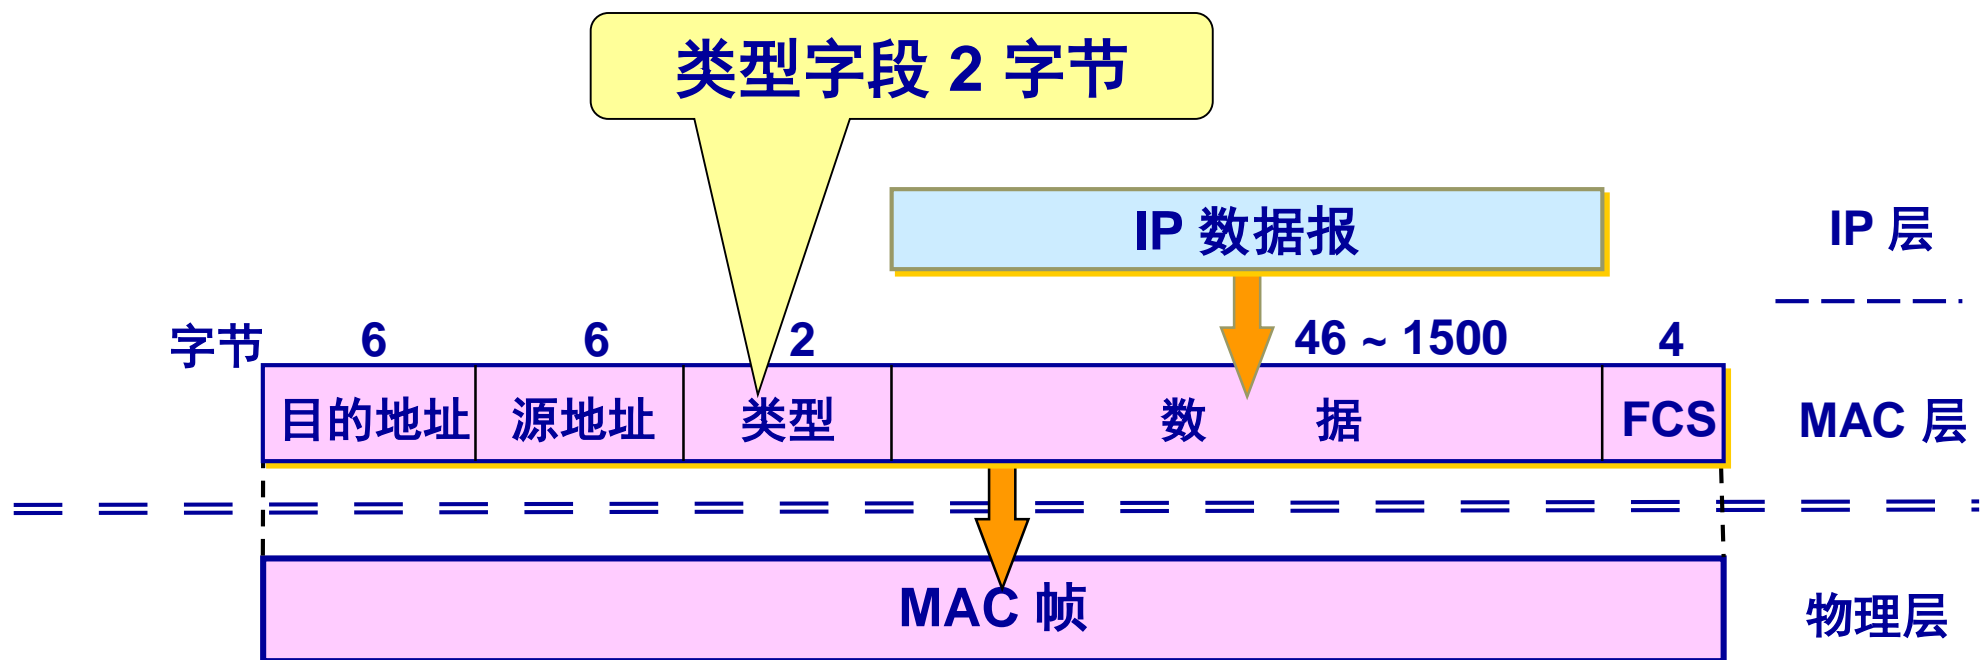 类型字段 2 字节
IP 数据报
IP 层
字节
6
6
2
46 ~ 1500
4
目的地址
源地址
类型
数 据
FCS
MAC 层
MAC 帧
物理层